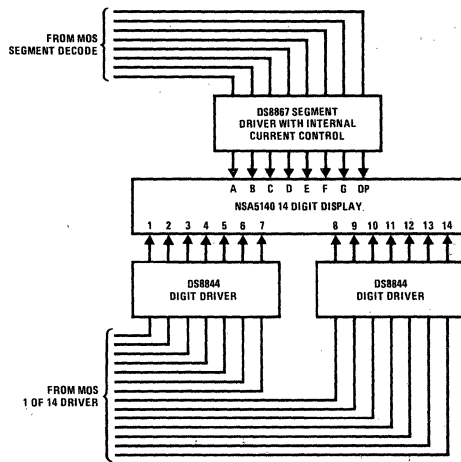 FROM MOS
SEGMENT DECODE
DS8867 SEGMENT
DRIVER WITH INTERNAL
CURRENT CONTROL
A B C D E F G DP
NSA5140 14 DIGIT DISPLAY
1 2 3 4 5 6 7 8 9 10 11 12 13 14
DS8844
DIGIT DRIVER
DS8844
DIGIT DRIVER
FROM MOS
1 OF 14 DRIVER